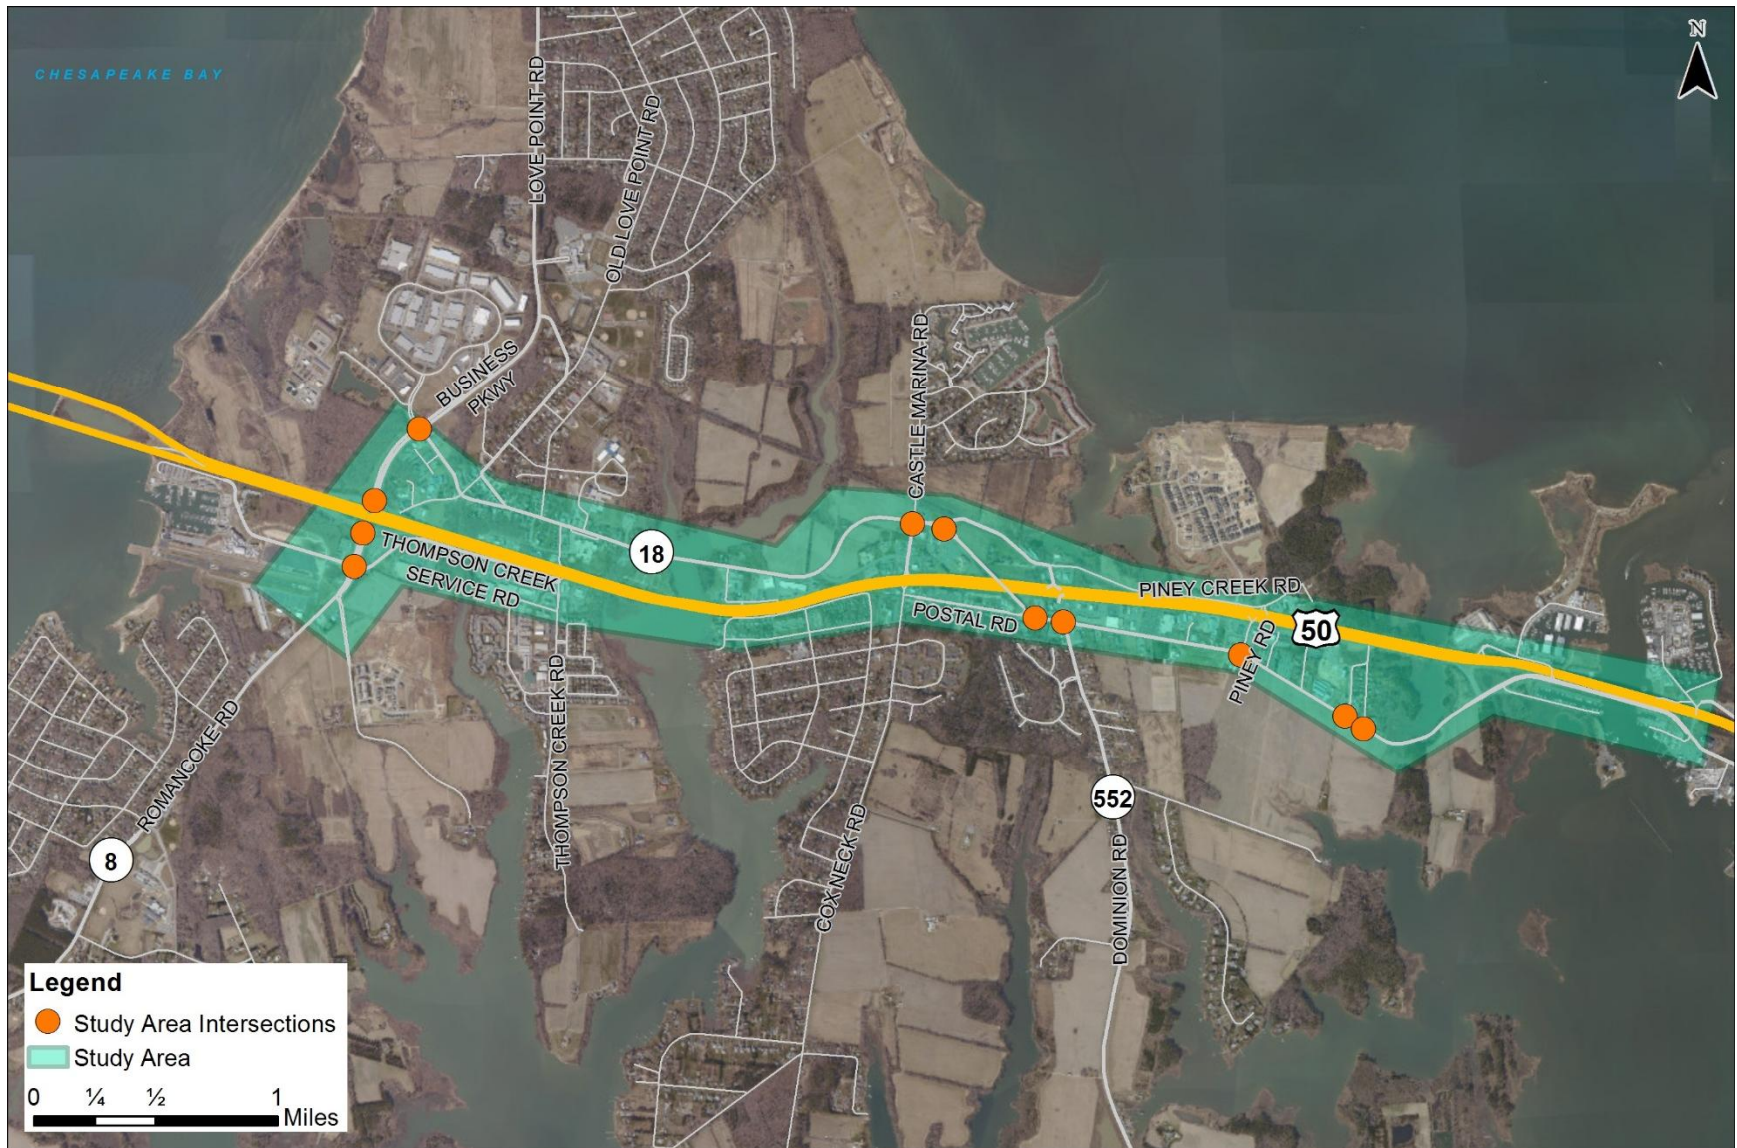 N
CHESAPEAKE BAY
LOVE POINT RD
OLD LOVE POINT RD
BUSINESS
PKWY
CASTLE MARINA RD
THOMPSON CREEK
SERVICE RD
18
PINEY CREEK RD
POSTAL RD
50
PINEY RD
ROMANCOKE RD
THOMPSON CREEK RD
COX NECK RD
552
DOMINION RD
8
Legend
Study Area Intersections
Study Area
0 ¼ ½ 1
Miles